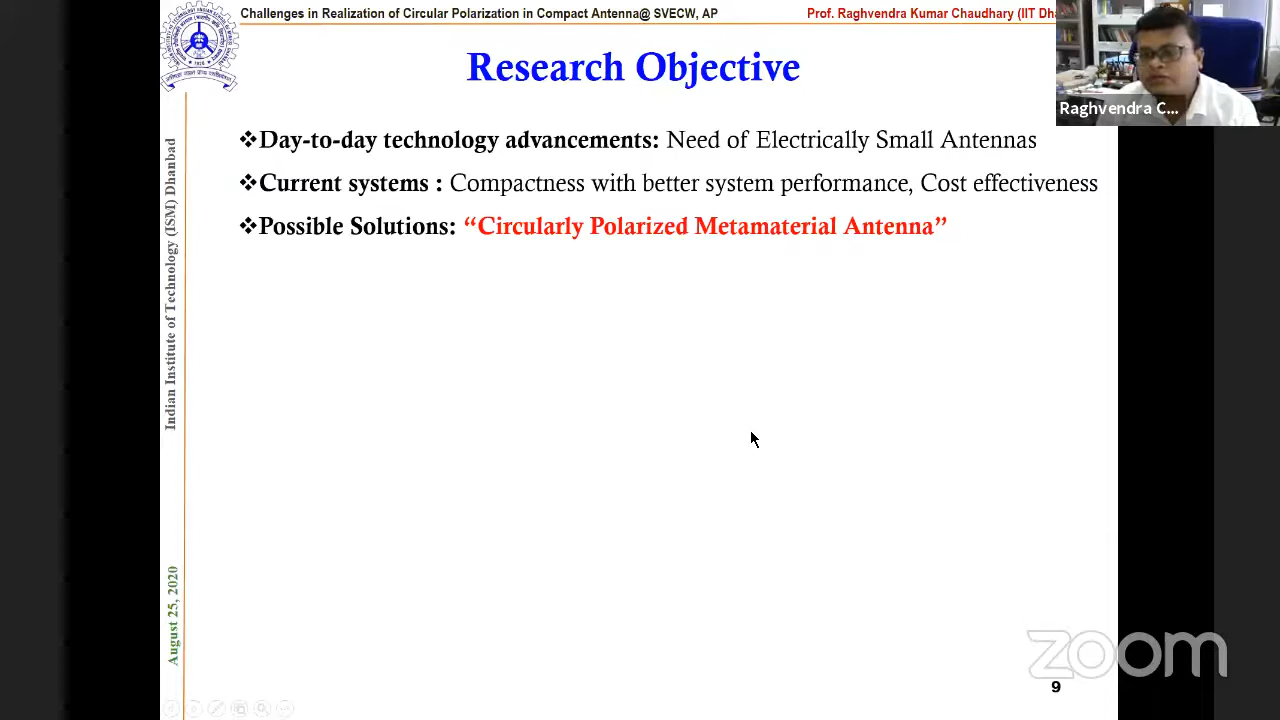 Challenges in Realization of Circular Polarization in Compact Antenna@ SVECW, AP
Prof. Raghvendra Kumar Chaudhary (IIT Dha
Research Objective
Raghvendra C...
❖Day-to-day technology advancements: Need of Electrically Small Antennas
❖Current systems : Compactness with better system performance, Cost effectiveness
❖Possible Solutions: “Circularly Polarized Metamaterial Antenna”
Indian Institute of Technology (ISM) Dhanbad
August 25, 2020
zoom
9